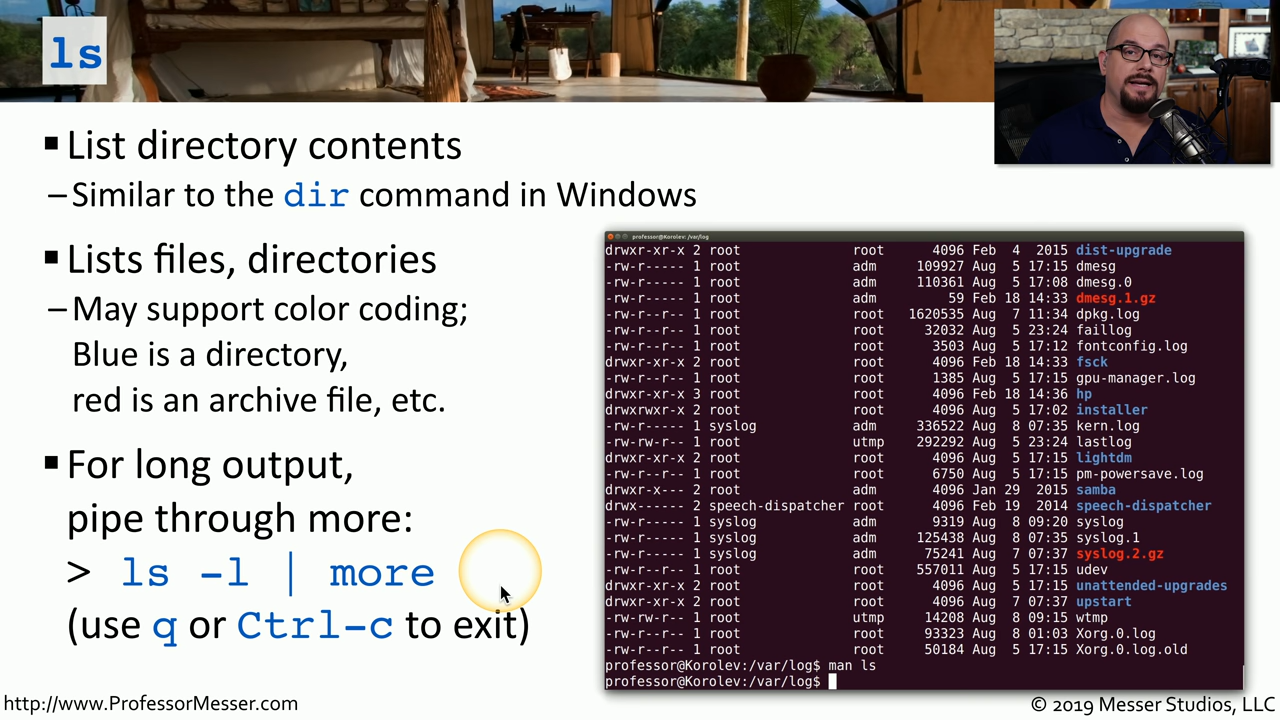 ls
▪ List directory contents
– Similar to the dir command in Windows
▪ Lists files, directories
– May support color coding;
Blue is a directory,
red is an archive file, etc.
▪ For long output,
pipe through more:
> ls -l | more
(use q or Ctrl-c to exit)
professor@Korolev: /var/log
drwxr-xr-x 2 root root 4096 Feb 4 2015 dist-upgrade
-rw-r----- 1 root adm 109927 Aug 5 17:15 dmesg
-rw-r----- 1 root adm 110361 Aug 5 17:08 dmesg.0
-rw-r----- 1 root adm 59 Feb 18 14:33 dmesg.1.gz
-rw-r--r-- 1 root root 1620535 Aug 7 11:34 dpkg.log
-rw-r--r-- 1 root root 32032 Aug 5 23:24 faillog
-rw-r--r-- 1 root root 3503 Aug 5 17:12 fontconfig.log
drwxr-xr-x 2 root root 4096 Feb 18 14:33 fsck
-rw-r--r-- 1 root root 1385 Aug 5 17:15 gpu-manager.log
drwxr-xr-x 3 root root 4096 Feb 18 14:36 hp
drwxrwxr-x 2 root root 4096 Aug 5 17:02 installer
-rw-r----- 1 syslog adm 336522 Aug 8 07:35 kern.log
-rw-rw-r-- 1 root utmp 292292 Aug 5 23:24 lastlog
drwxr-xr-x 2 root root 4096 Aug 5 17:15 lightdm
-rw-r--r-- 1 root root 6750 Aug 5 17:15 pm-powersave.log
drwxr-x--- 2 root adm 4096 Jan 29 2015 samba
drwx------ 2 speech-dispatcher root 4096 Feb 19 2014 speech-dispatcher
-rw-r----- 1 syslog adm 9319 Aug 8 09:20 syslog
-rw-r----- 1 syslog adm 125438 Aug 8 07:35 syslog.1
-rw-r----- 1 syslog adm 75241 Aug 7 07:37 syslog.2.gz
-rw-r--r-- 1 root root 557011 Aug 5 17:15 udev
drwxr-xr-x 2 root root 4096 Aug 5 17:15 unattended-upgrades
drwxr-xr-x 2 root root 4096 Aug 7 07:37 upstart
-rw-rw-r-- 1 root utmp 14208 Aug 8 09:15 wtmp
-rw-r--r-- 1 root root 93323 Aug 8 01:03 Xorg.0.log
-rw-r--r-- 1 root root 50184 Aug 5 17:15 Xorg.0.log.old
professor@Korolev:/var/log$ man ls
professor@Korolev:/var/log$
http://www.ProfessorMesser.com
© 2019 Messer Studios, LLC